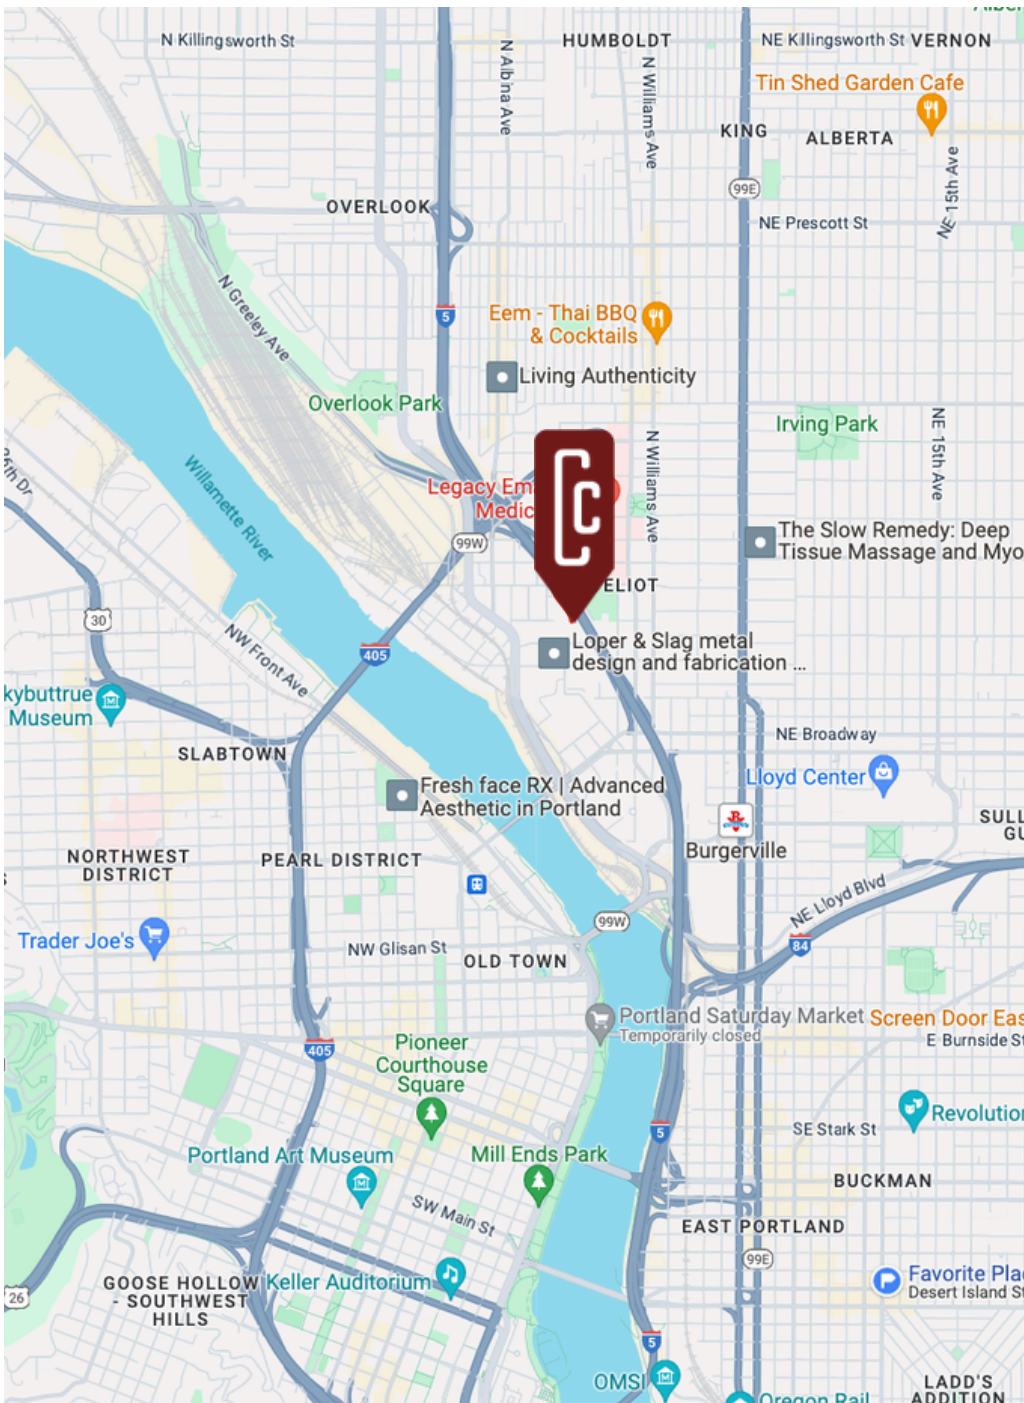 N Killingsworth St
N Albina Ave
HUMBOLDT
N Williams Ave
NE Killingsworth St
VERNON
Tin Shed Garden Cafe
KING
ALBERTA
99E
NE 15th Ave
OVERLOOK
NE Prescott St
N Greeley Ave
5
Eem - Thai BBQ
& Cocktails
Living Authenticity
Overlook Park
Irving Park
NE 15th Ave
N Williams Ave
Willamette River
Legacy Em
Medic
CC
99W
The Slow Remedy: Deep
Tissue Massage and Myo
ELIOT
30
NW Front Ave
405
Loper & Slag metal
design and fabrication ...
kybuttrue
Museum
SLABTOWN
NE Broadway
Lloyd Center
Fresh face RX | Advanced
Aesthetic in Portland
SULL
GU
Burgerville
NORTHWEST
DISTRICT
PEARL DISTRICT
NE Lloyd Blvd
99W
84
Trader Joe's
NW Glisan St
OLD TOWN
Portland Saturday Market
Temporarily closed
Screen Door Eas
E Burnside St
405
Pioneer
Courthouse
Square
5
Revolution
SE Stark St
Portland Art Museum
Mill Ends Park
BUCKMAN
SW Main St
EAST PORTLAND
99E
GOOSE HOLLOW
- SOUTHWEST
HILLS
Keller Auditorium
Favorite Pla
Desert Island St
26
5
OMSI
Oregon Rail
LADD'S
ADDITION